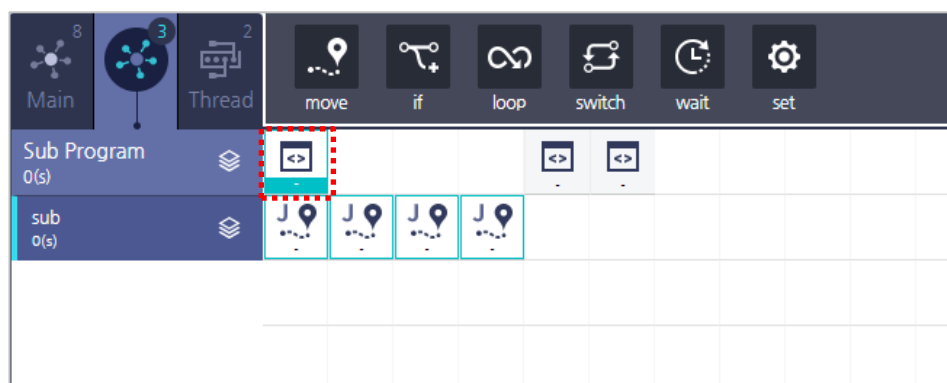 8
3
2
Main
Thread
move
if
loop
switch
wait
set
Sub Program
0(s)
<>
<>
<>
-
-
-
sub
0(s)
J
J
J
J
-
-
-
-